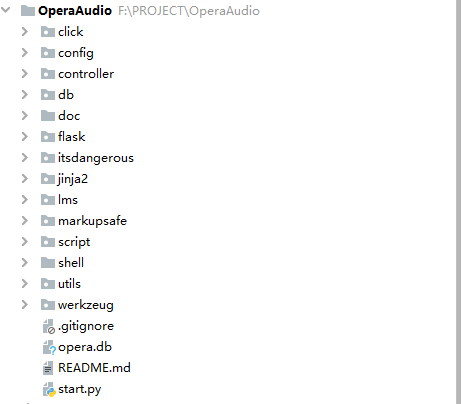 OperaAudio F:\PROJECT\OperaAudio
click
config
controller
db
doc
flask
itsdangerous
jinja2
lms
markupsafe
script
shell
utils
werkzeug
.gitignore
opera.db
README.md
start.py